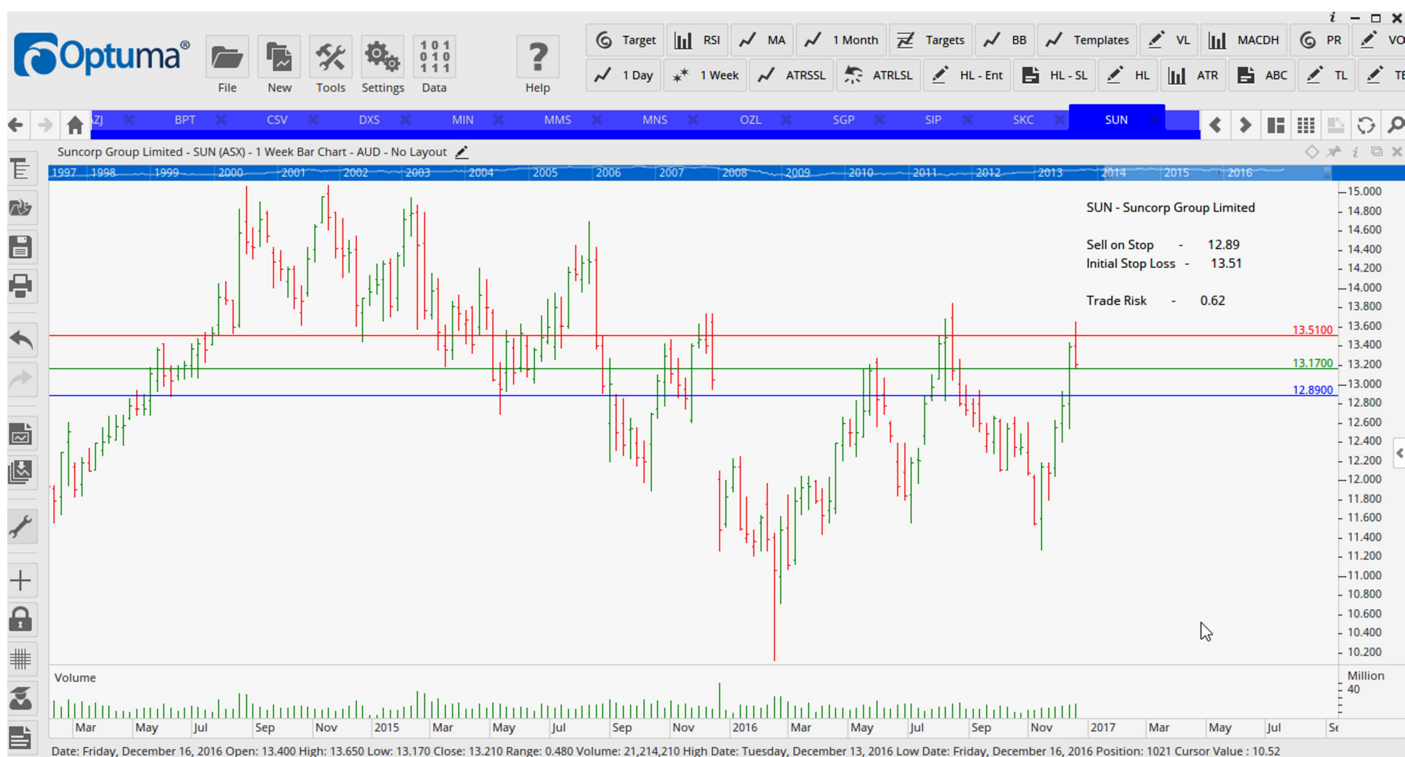 i
Optuma®
File
New
Tools
Settings
101
010
111
Data
?
Help
Target RSI MA 1 Month Targets BB Templates VL MACDH PR
1 Day 1 Week ATRSSL ATRLSL HL - Ent HL - SL HL ATR ABC TL
BPT CSV DXS MIN MMS MNS OZL SGP SIP SKC SUN
Suncorp Group Limited - SUN (ASX) - 1 Week Bar Chart - AUD - No Layout
1997 1998 1999 2000 2001 2002 2003 2004 2005 2006 2007 2008 2009 2010 2011 2012 2013 2014 2015 2016
SUN - Suncorp Group Limited
Sell on Stop - 12.89
Initial Stop Loss - 13.51
Trade Risk - 0.62
13.5100
13.1700
12.8900
15.000
14.800
14.600
14.400
14.200
14.000
13.800
13.600
13.400
13.200
13.000
12.800
12.600
12.400
12.200
12.000
11.800
11.600
11.400
11.200
11.000
10.800
10.600
10.400
10.200
Volume
Million
40
Mar May Jul Sep Nov 2015 Mar May Jul Sep Nov 2016 Mar May Jul Sep Nov 2017 Mar May Jul
Date: Friday, December 16, 2016 Open: 13.400 High: 13.650 Low: 13.170 Close: 13.210 Range: 0.480 Volume: 21,214,210 High Date: Tuesday, December 13, 2016 Low Date: Friday, December 16, 2016 Position: 1021 Cursor Value : 10.52